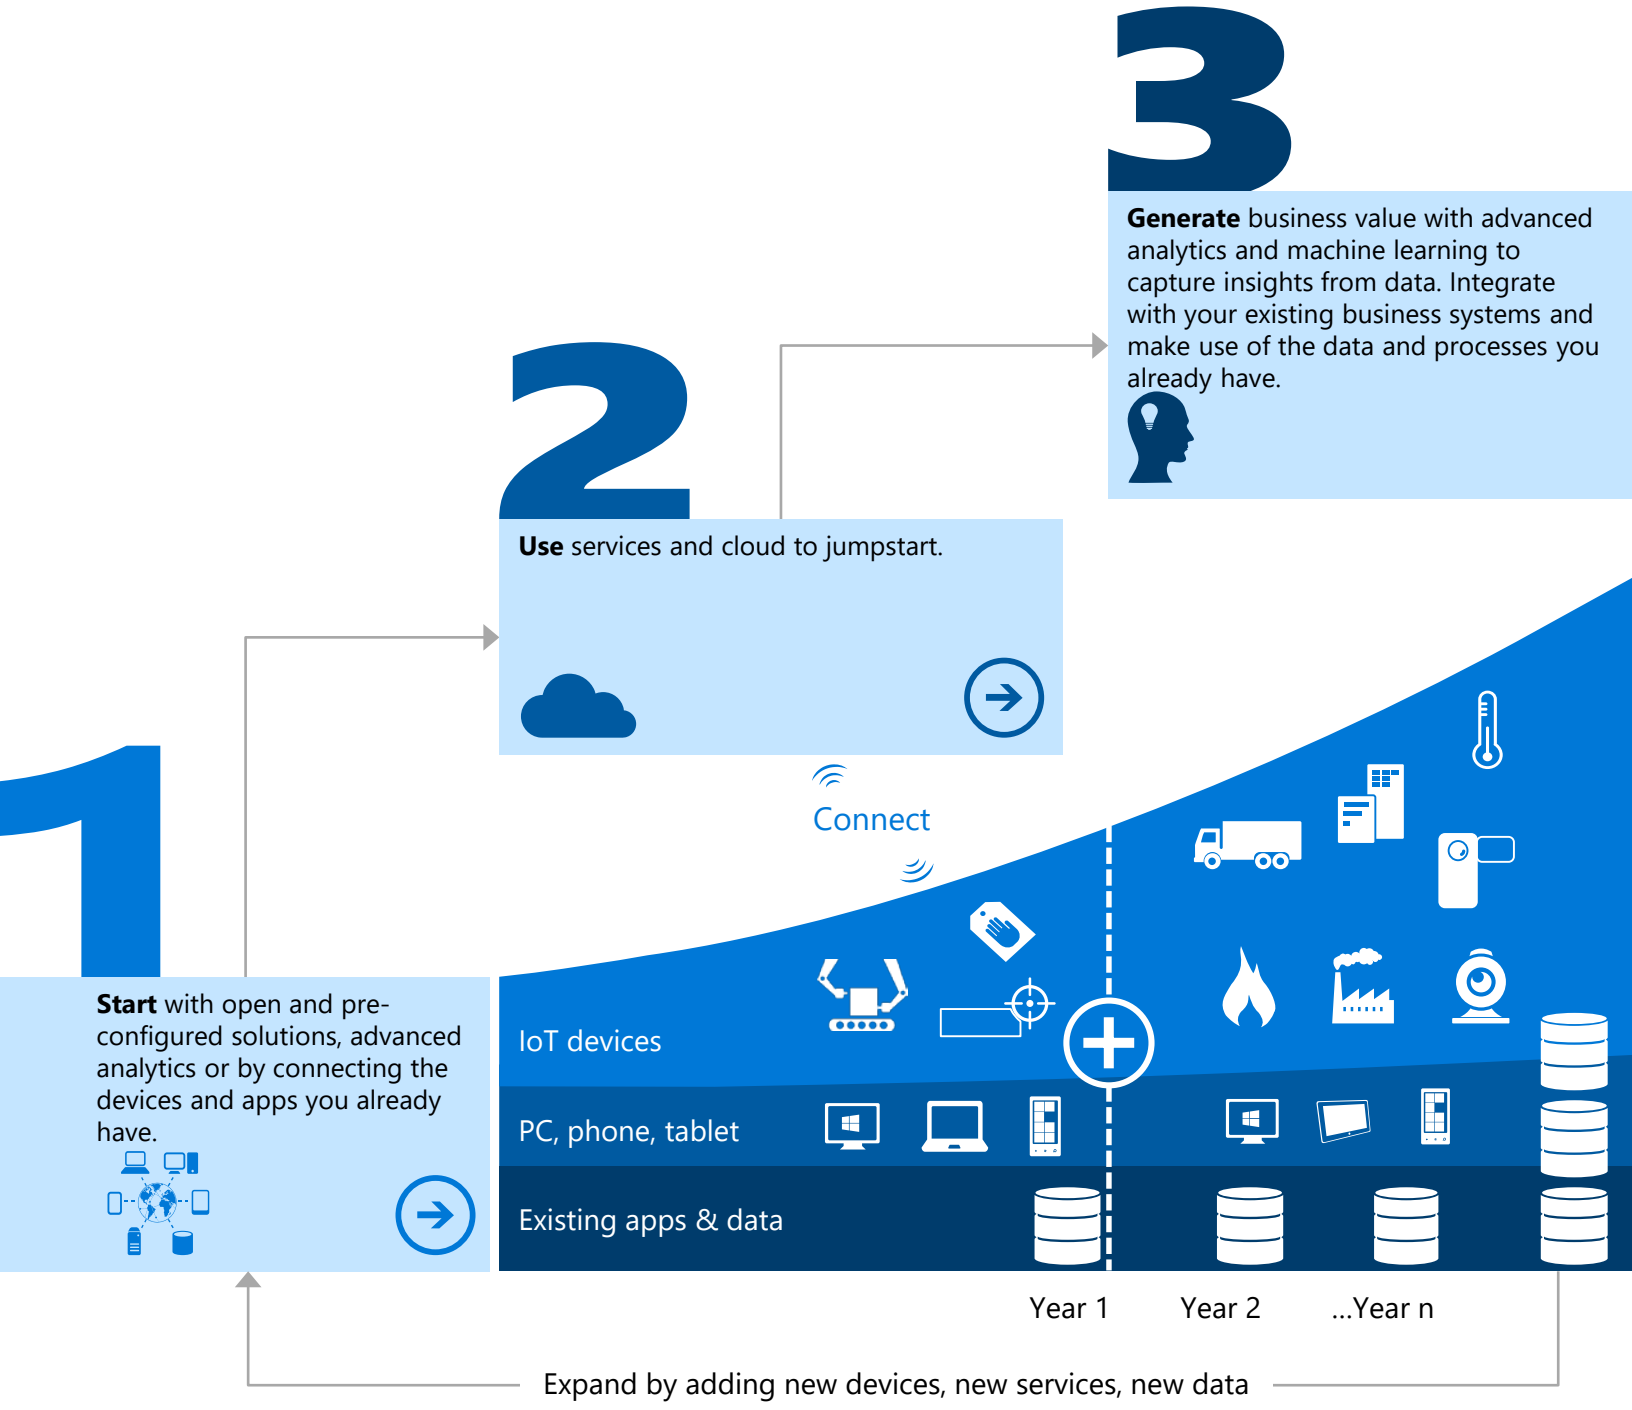 3
Generate business value with advanced
analytics and machine learning to
capture insights from data. Integrate
with your existing business systems and
make use of the data and processes you
already have.
2
Use services and cloud to jumpstart.
Connect
1
Start with open and pre-
configured solutions, advanced
analytics or by connecting the
devices and apps you already
have.
IoT devices
PC, phone, tablet
Existing apps & data
Year 1 Year 2 ...Year n
Expand by adding new devices, new services, new data